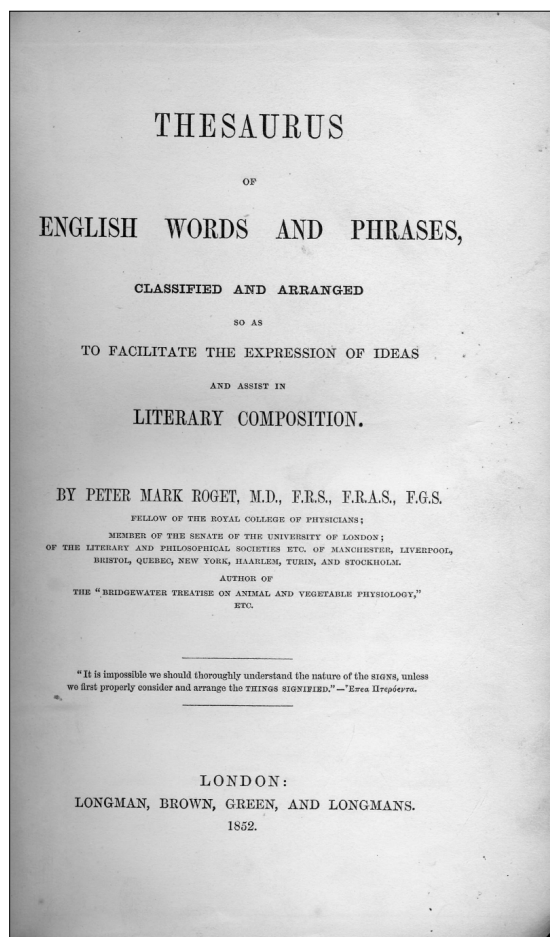 THESAURUS
OF
ENGLISH WORDS AND PHRASES,
CLASSIFIED AND ARRANGED
SO AS
TO FACILITATE THE EXPRESSION OF IDEAS
AND ASSIST IN
LITERARY COMPOSITION.
BY PETER MARK ROGET, M.D., F.R.S., F.R.A.S., F.G.S.
FELLOW OF THE ROYAL COLLEGE OF PHYSICIANS;
MEMBER OF THE SENATE OF THE UNIVERSITY OF LONDON;
OF THE LITERARY AND PHILOSOPHICAL SOCIETIES ETC. OF MANCHESTER, LIVERPOOL,
BRISTOL, QUEBEC, NEW YORK, HAARLEM, TURIN, AND STOCKHOLM.
AUTHOR OF
THE "BRIDGEWATER TREATISE ON ANIMAL AND VEGETABLE PHYSIOLOGY,"
ETC.
"It is impossible we should thoroughly understand the nature of the SIGNS, unless
we first properly consider and arrange the THINGS SIGNIFIED."—Ἔπεα Πτερόεντα.
LONDON:
LONGMAN, BROWN, GREEN, AND LONGMANS.
1852.